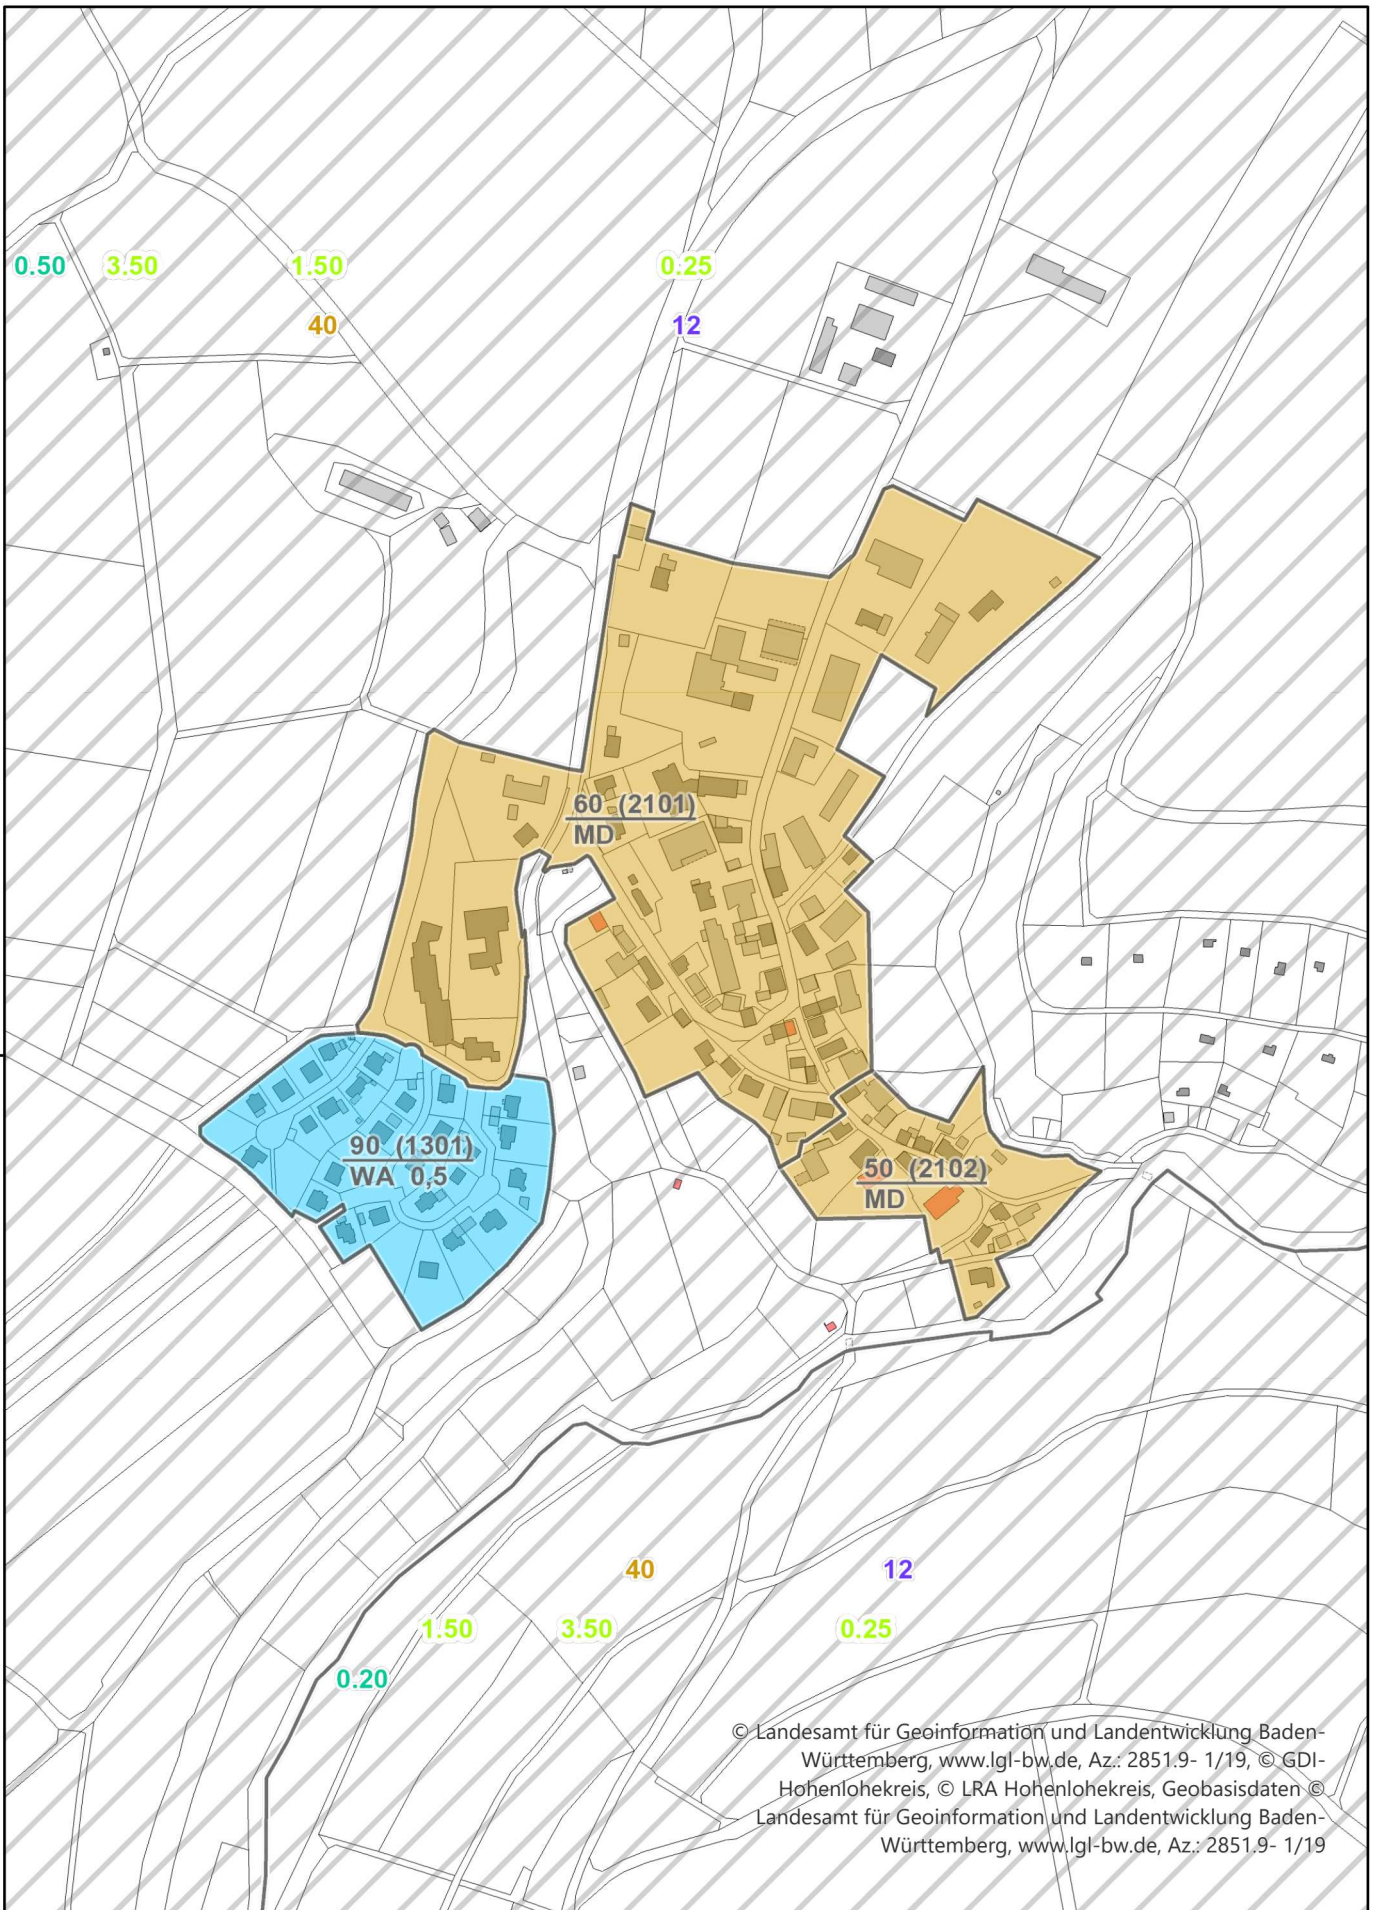 0.50 3.50 1.50 0.25
40 12
60 (2101)
MD
90 (1301)
WA 0,5
50 (2102)
MD
40 12
1.50 3.50 0.25
0.20
© Landesamt für Geoinformation und Landentwicklung Baden-
Württemberg, www.lgl-bw.de, Az.: 2851.9- 1/19, © GDI-
Hohenlohekreis, © LRA Hohenlohekreis, Geobasisdaten ©
Landesamt für Geoinformation und Landentwicklung Baden-
Württemberg, www.lgl-bw.de, Az.: 2851.9- 1/19